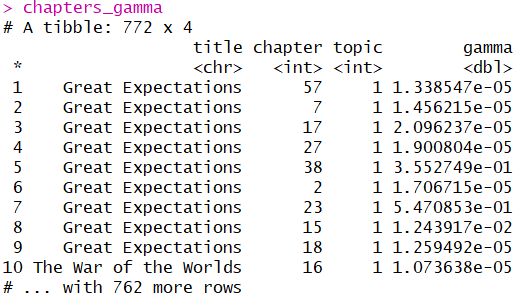 > chapters_gamma
# A tibble: 772 x 4
title chapter topic gamma
* <chr> <int> <int> <dbl>
1 Great Expectations 57 1 1.338547e-05
2 Great Expectations 7 1 1.456215e-05
3 Great Expectations 17 1 2.096237e-05
4 Great Expectations 27 1 1.900804e-05
5 Great Expectations 38 1 3.552749e-01
6 Great Expectations 2 1 1.706715e-05
7 Great Expectations 23 1 5.470853e-01
8 Great Expectations 15 1 1.243917e-02
9 Great Expectations 18 1 1.259492e-05
10 The War of the Worlds 16 1 1.073638e-05
# ... with 762 more rows